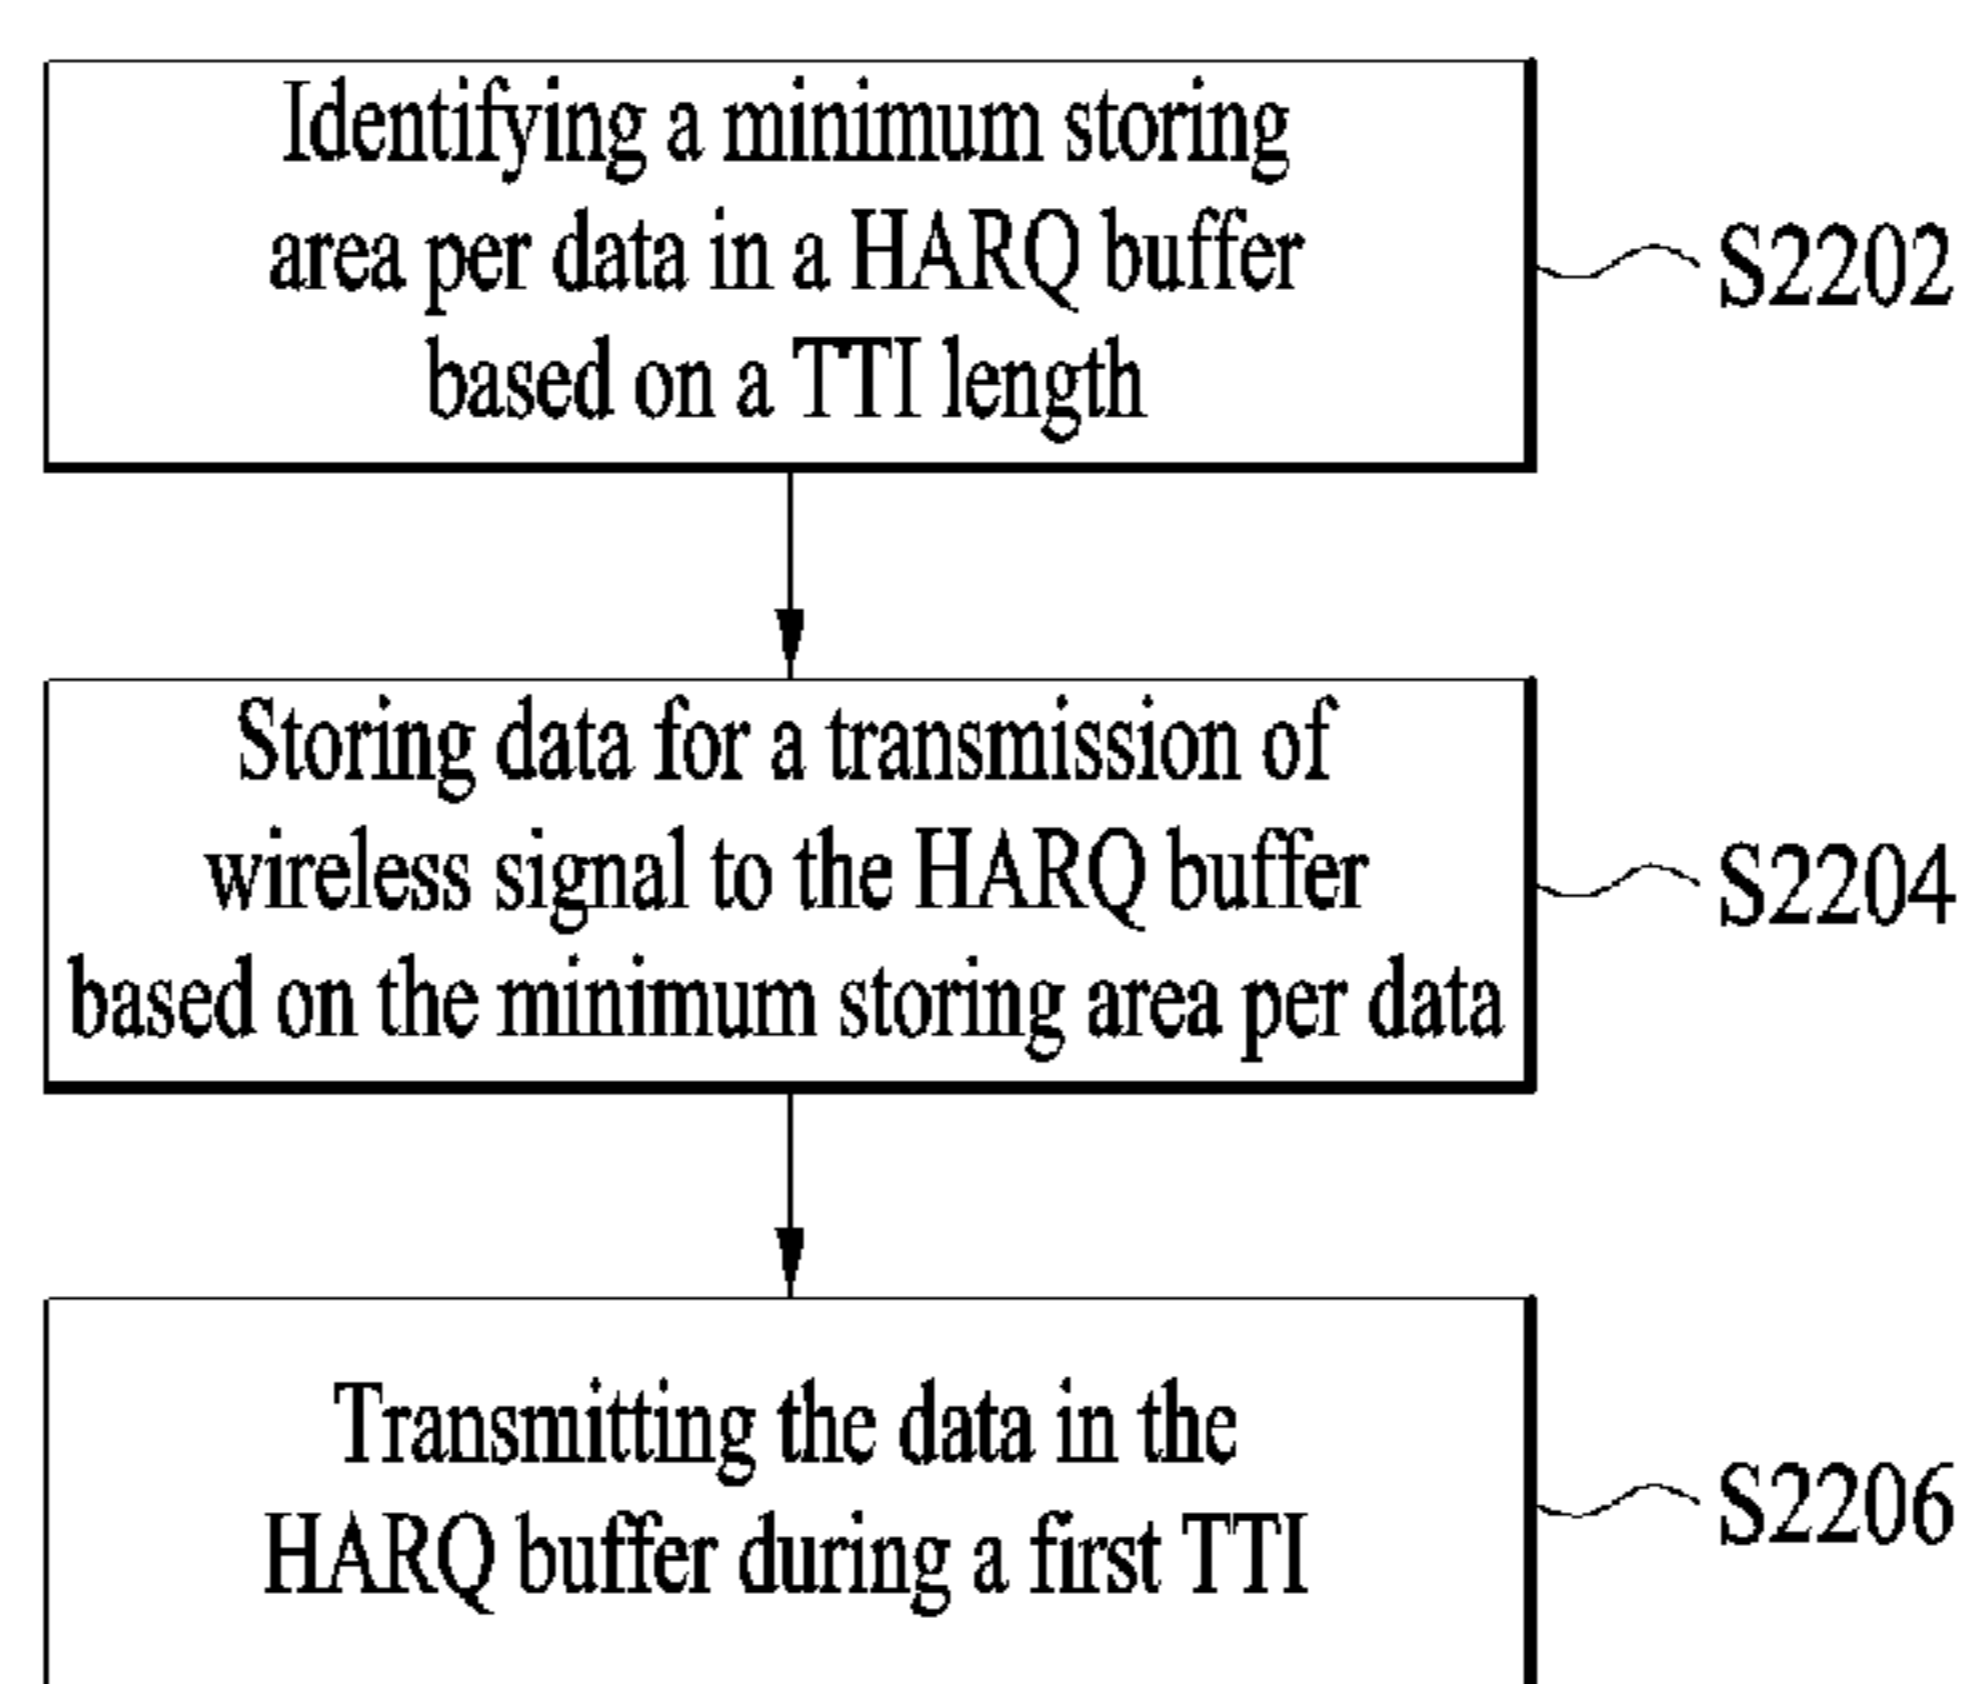 Identifying a minimum storing
area per data in a HARQ buffer
based on a TTI length
S2202
Storing data for a transmission of
wireless signal to the HARQ buffer
based on the minimum storing area per data
S2204
Transmitting the data in the
HARQ buffer during a first TTI
S2206